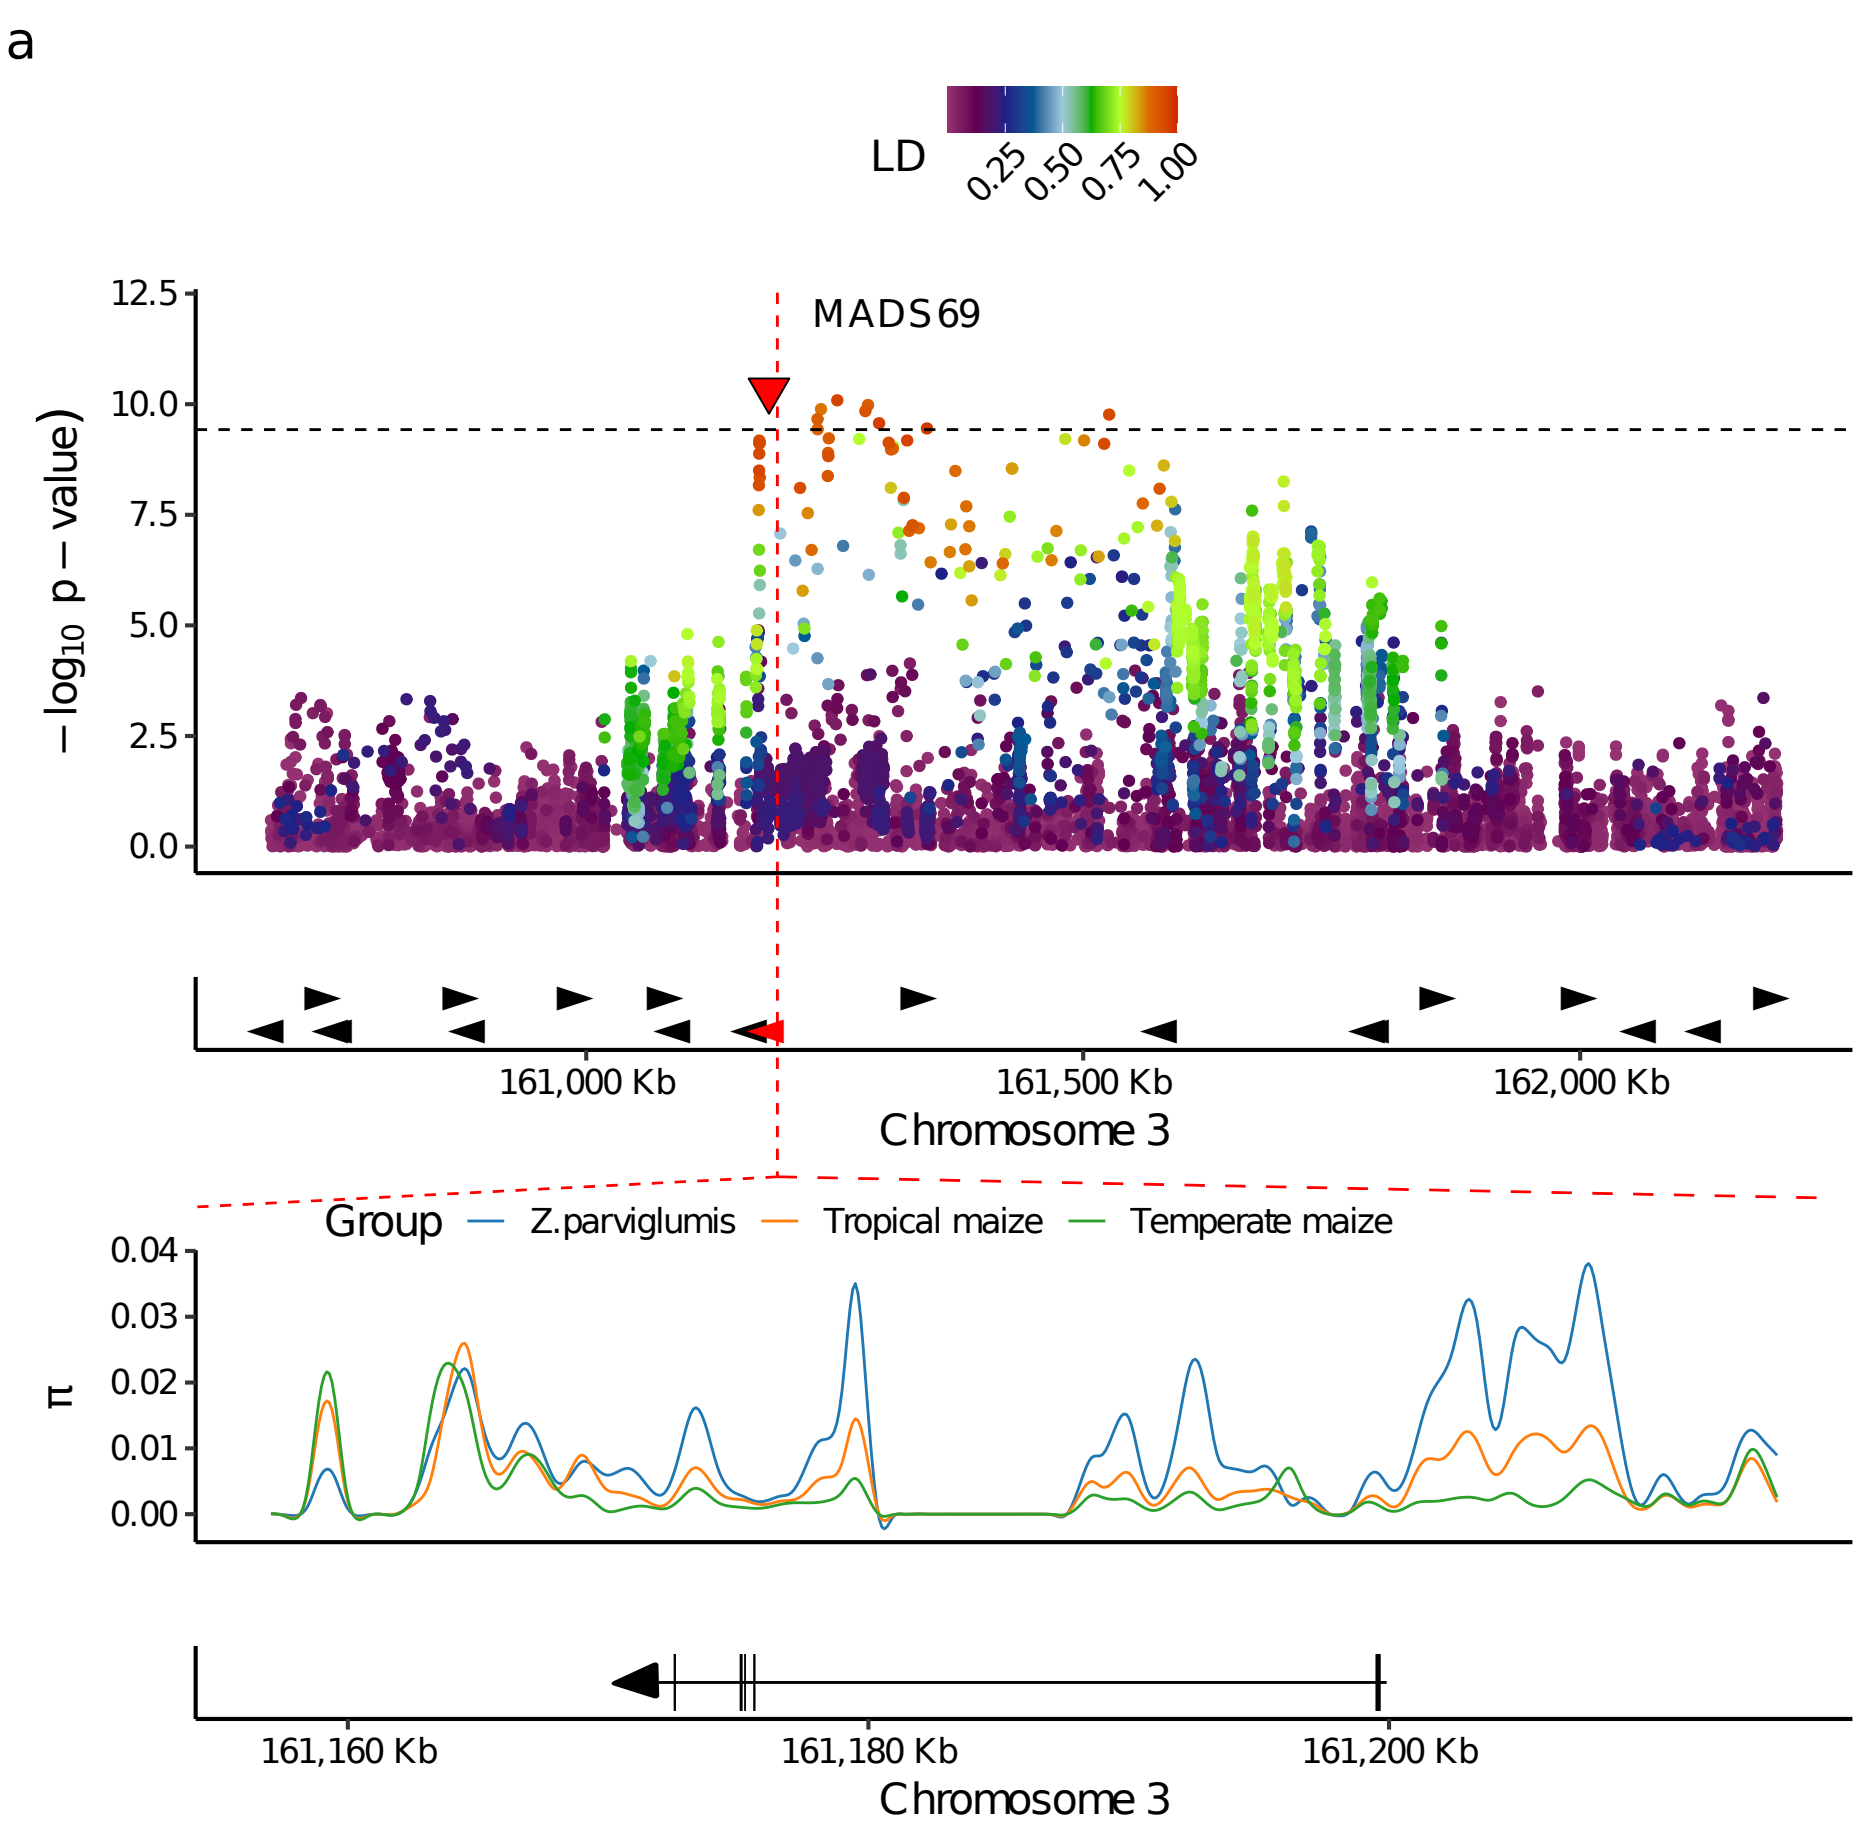 a
LD
0.25 0.50 0.75 1.00
MADS69
12.5
10.0
7.5
5.0
2.5
0.0
− log10 p − value)
161,000 Kb 161,500 Kb 162,000 Kb
Chromosome 3
Group Z.parviglumis Tropical maize Temperate maize
0.04
0.03
0.02
0.01
0.00
π
161,160 Kb 161,180 Kb 161,200 Kb
Chromosome 3